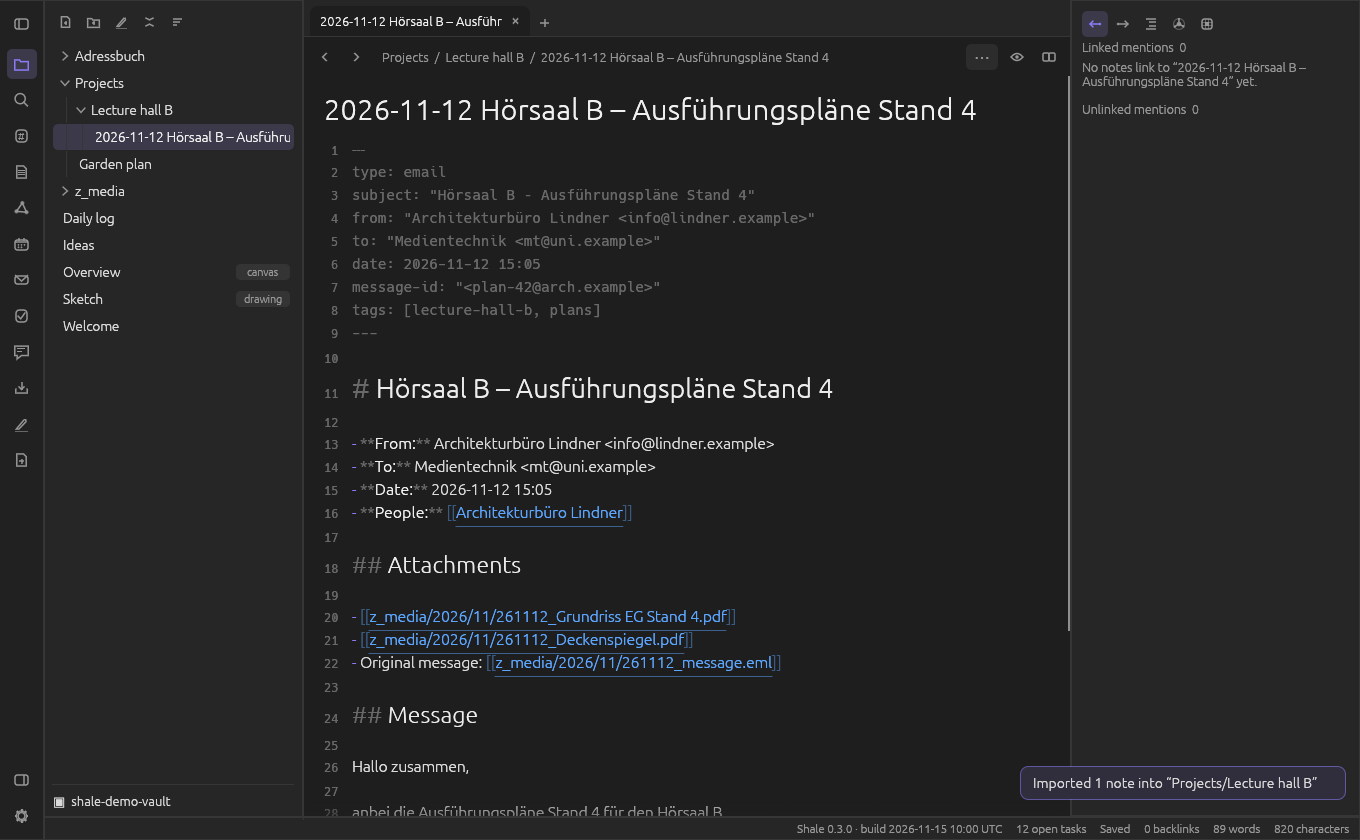 Adressbuch
Projects
Lecture hall B
2026-11-12 Hörsaal B – Ausführu
Garden plan
z_media
Daily log
Ideas
Overview canvas
Sketch drawing
Welcome
shale-demo-vault
2026-11-12 Hörsaal B – Ausführ × +
Projects / Lecture hall B / 2026-11-12 Hörsaal B – Ausführungspläne Stand 4
2026-11-12 Hörsaal B – Ausführungspläne Stand 4
1 ---
2 type: email
3 subject: "Hörsaal B - Ausführungspläne Stand 4"
4 from: "Architekturbüro Lindner <info@lindner.example>"
5 to: "Medientechnik <mt@uni.example>"
6 date: 2026-11-12 15:05
7 message-id: "<plan-42@arch.example>"
8 tags: [lecture-hall-b, plans]
9 ---
10
11 # Hörsaal B – Ausführungspläne Stand 4
12
13 - **From:** Architekturbüro Lindner <info@lindner.example>
14 - **To:** Medientechnik <mt@uni.example>
15 - **Date:** 2026-11-12 15:05
16 - **People:** [[Architekturbüro Lindner]]
17
18 ## Attachments
19
20 - [[z_media/2026/11/261112_Grundriss EG Stand 4.pdf]]
21 - [[z_media/2026/11/261112_Deckenspiegel.pdf]]
22 - Original message: [[z_media/2026/11/261112_message.eml]]
23
24 ## Message
25
26 Hallo zusammen,
27
28 anbei die Ausführungspläne Stand 4 für den Hörsaal B.
Linked mentions 0
No notes link to “2026-11-12 Hörsaal B –
Ausführungspläne Stand 4” yet.
Unlinked mentions 0
Imported 1 note into “Projects/Lecture hall B”
Shale 0.3.0 · build 2026-11-15 10:00 UTC 12 open tasks Saved 0 backlinks 89 words 820 characters